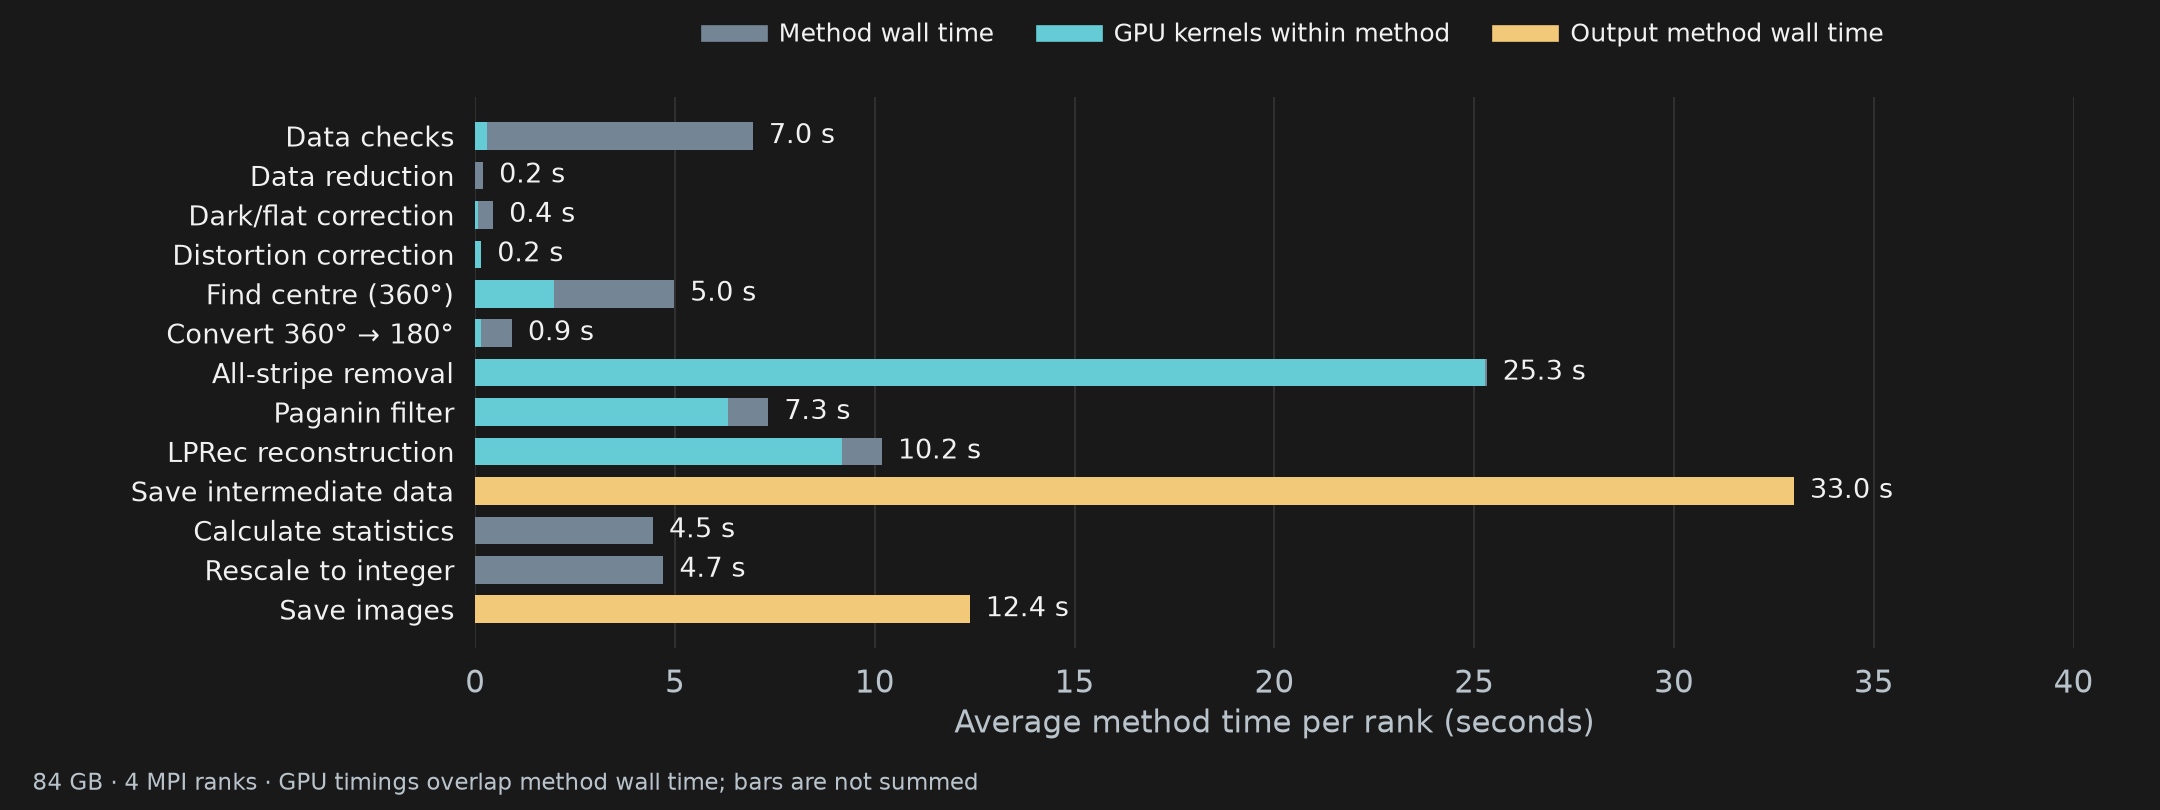 Method wall time GPU kernels within method Output method wall time
Data checks 7.0 s
Data reduction 0.2 s
Dark/flat correction 0.4 s
Distortion correction 0.2 s
Find centre (360°) 5.0 s
Convert 360° → 180° 0.9 s
All-stripe removal 25.3 s
Paganin filter 7.3 s
LPRec reconstruction 10.2 s
Save intermediate data 33.0 s
Calculate statistics 4.5 s
Rescale to integer 4.7 s
Save images 12.4 s
0 5 10 15 20 25 30 35 40
Average method time per rank (seconds)
84 GB · 4 MPI ranks · GPU timings overlap method wall time; bars are not summed